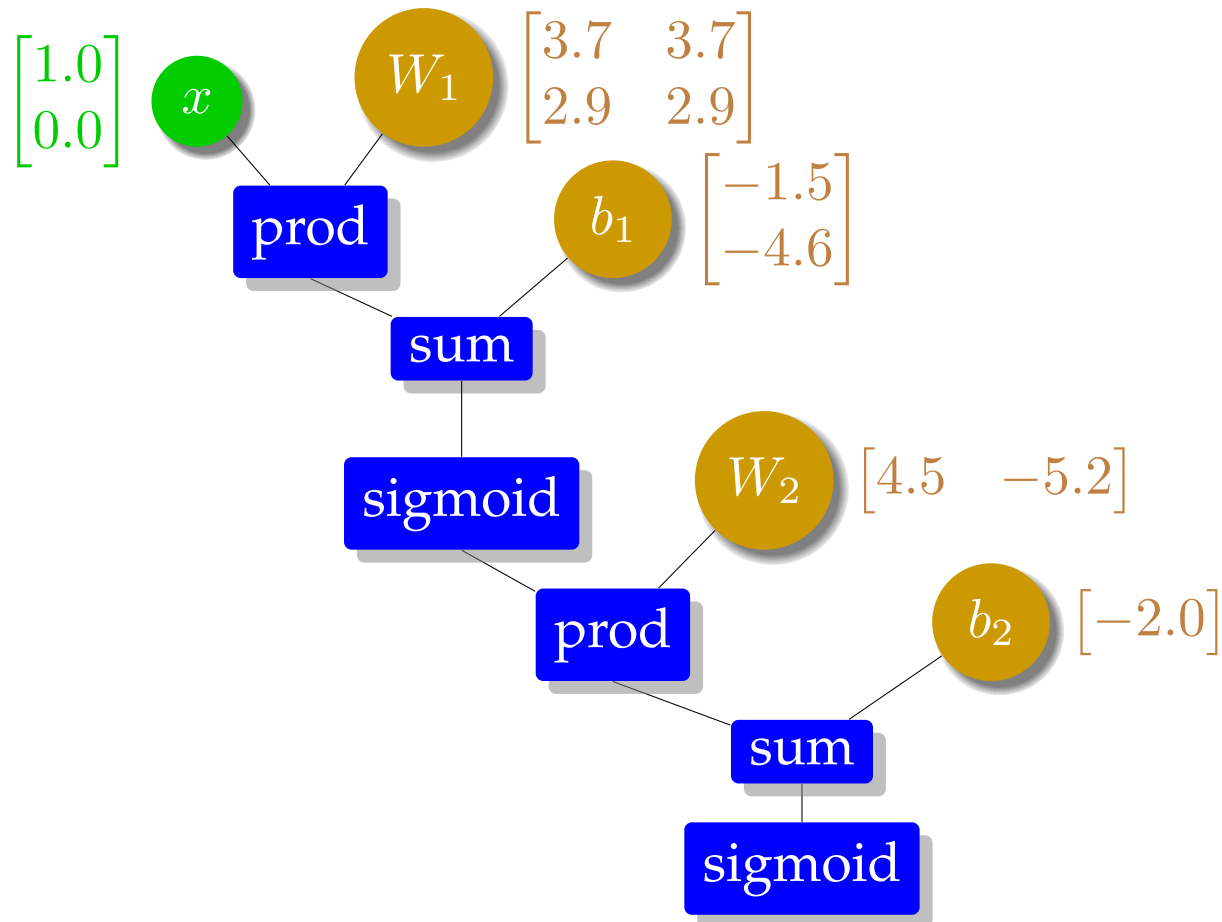 [1.0
0.0]
x
W₁
[3.7 3.7
2.9 2.9]
prod
b₁
[−1.5
−4.6]
sum
sigmoid
W₂
[4.5 −5.2]
prod
b₂
[−2.0]
sum
sigmoid